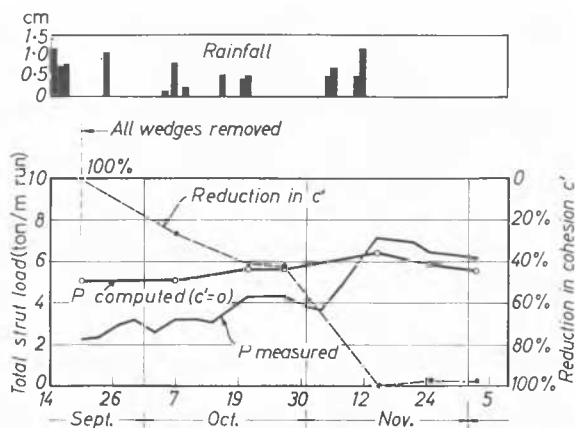 cm
1.5
1.0
0.5
0
Rainfall
All wedges removed
100%
10
8
6
4
2
0
Total strut load (ton/m run)
Reduction in c'
P computed (c'=0)
P measured
0
20%
40%
60%
80%
100%
Reduction in cohesion c'
14 26 7 18 30 12 24 5
Sept. Oct. Nov.